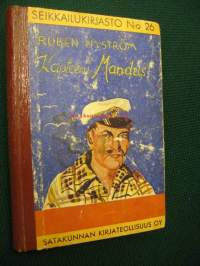 SEIKKAILUKIRJASTO No 26
RUBEN NYSTRÖM
Kapteeni Mandels
SATAKUNNAN KIRJATEOLLISUUS OY